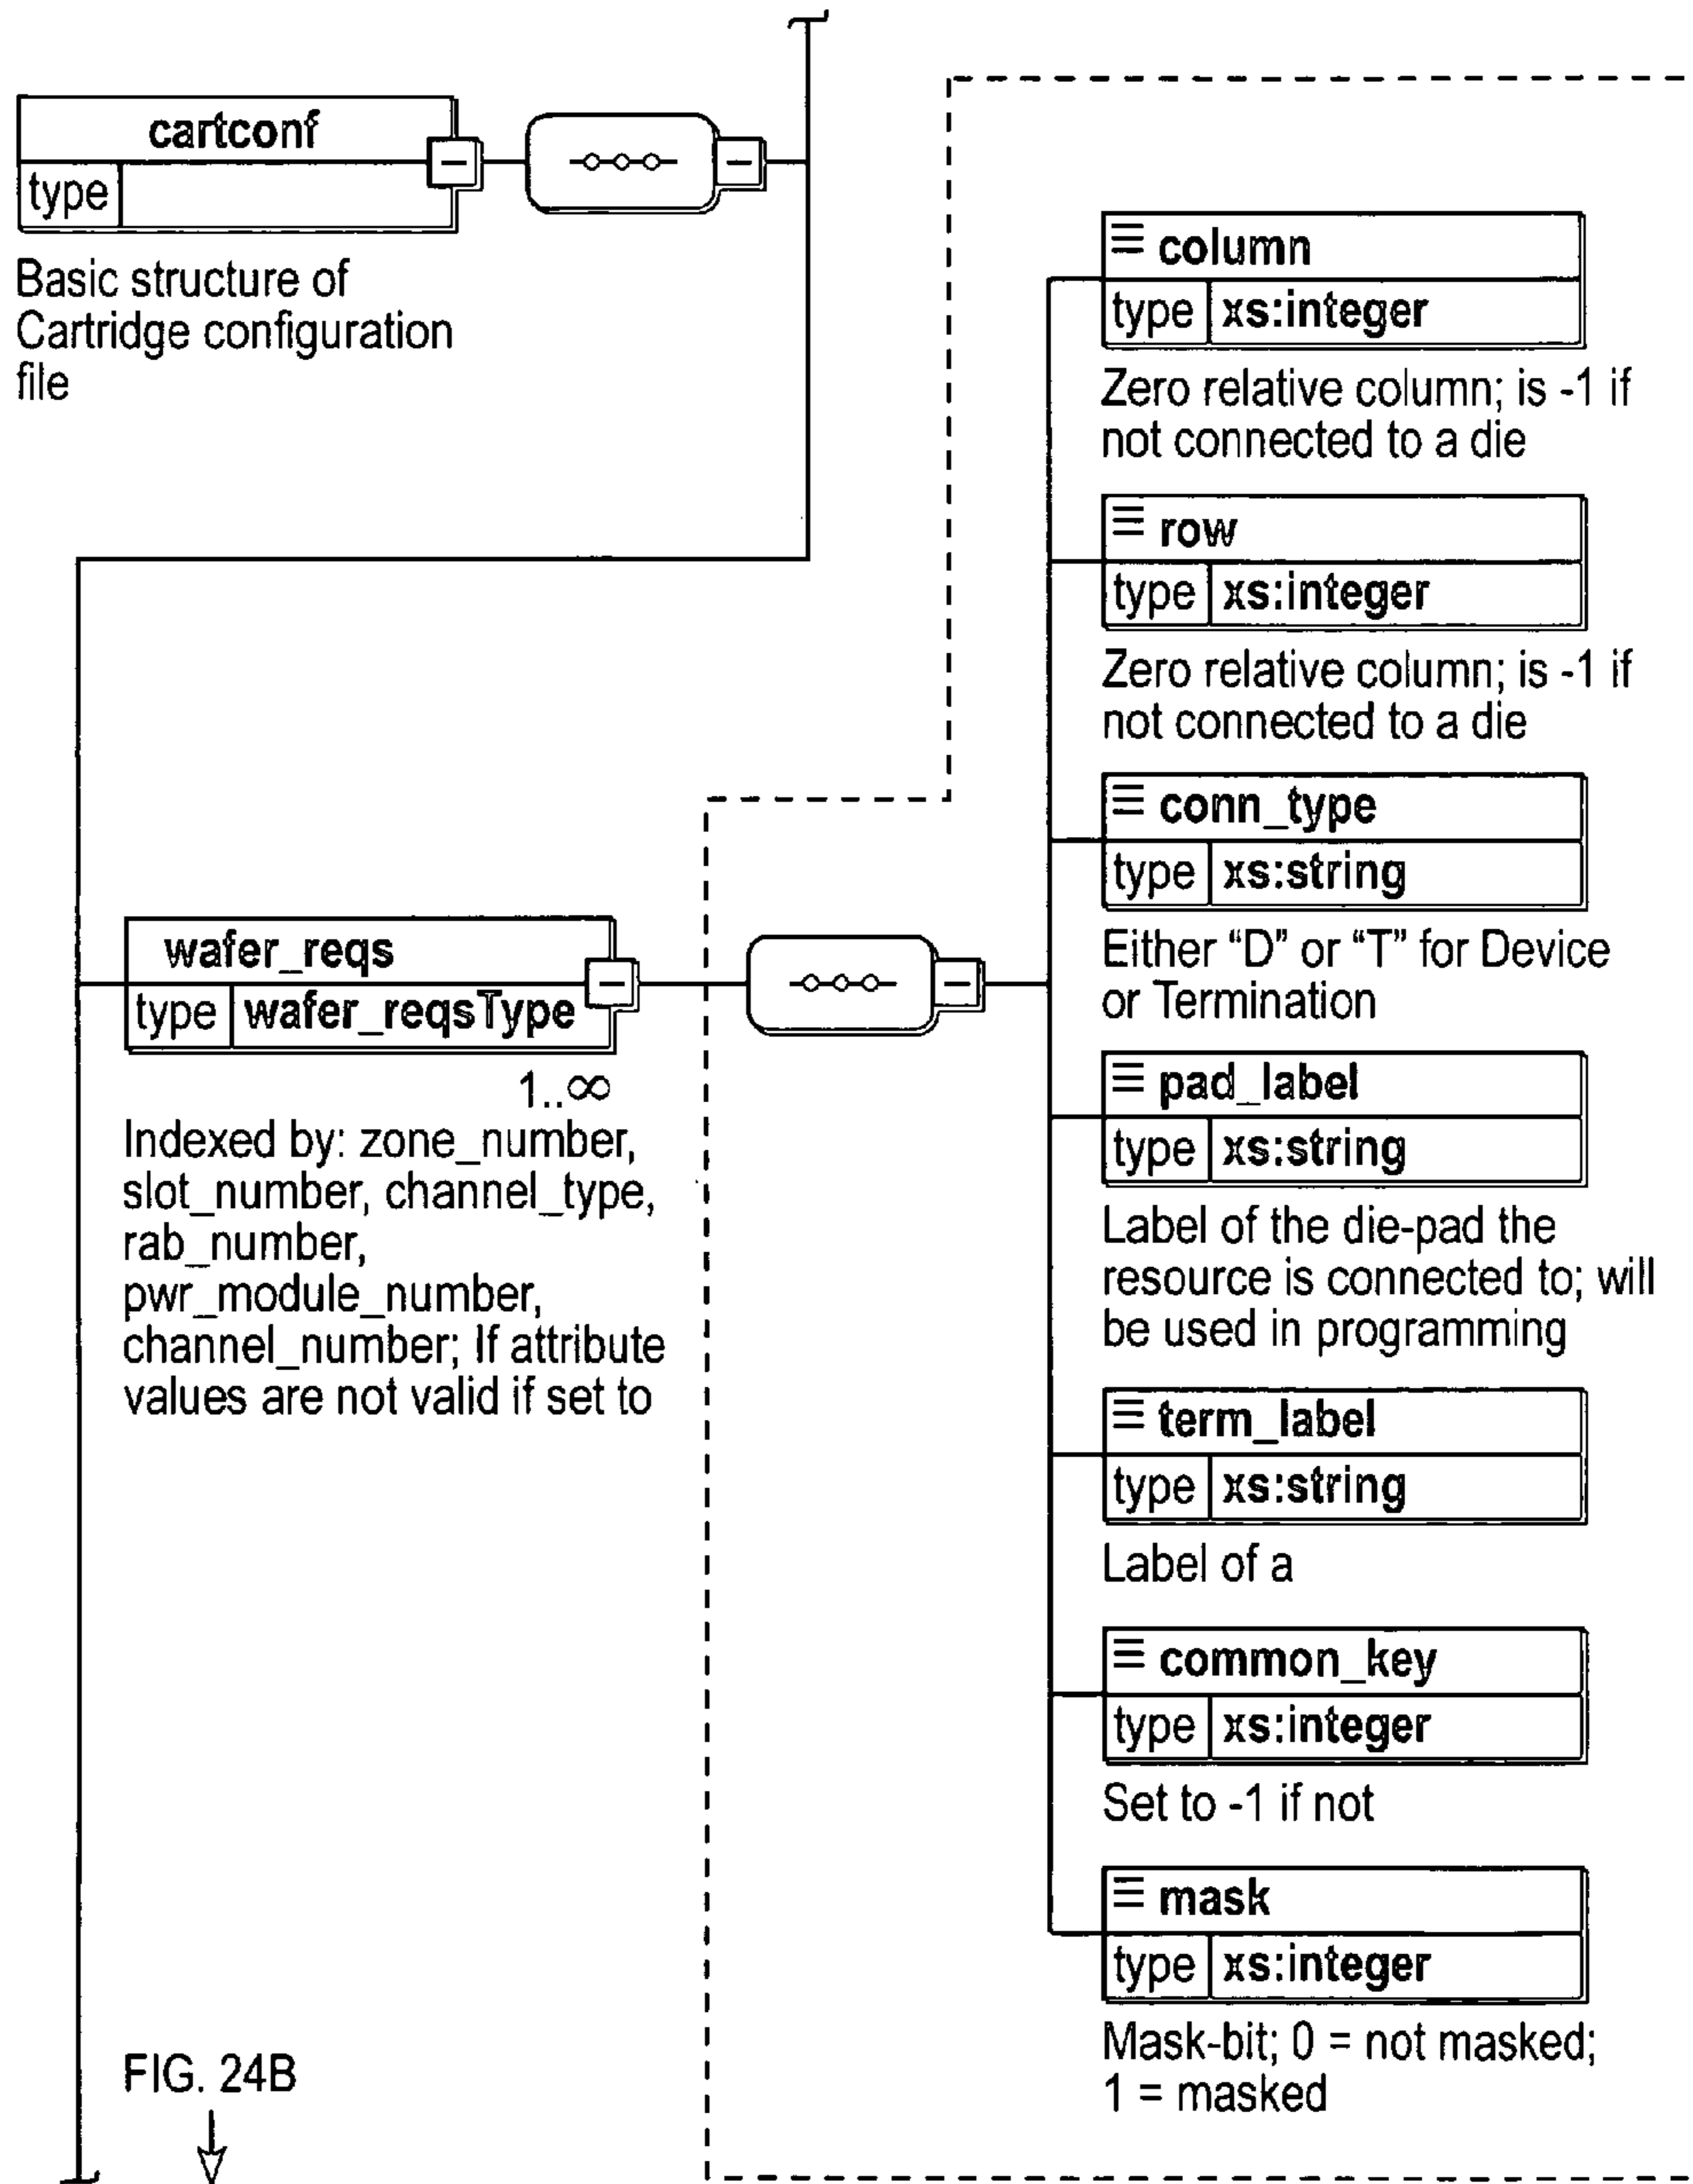 cartconf
type
Basic structure of
Cartridge configuration
file
column
type xs:integer
Zero relative column; is -1 if
not connected to a die
row
type xs:integer
Zero relative column; is -1 if
not connected to a die
conn_type
type xs:string
Either “D” or “T” for Device
or Termination
wafer_reqs
type wafer_reqsType
1..∞
Indexed by: zone_number,
slot_number, channel_type,
rab_number,
pwr_module_number,
channel_number; If attribute
values are not valid if set to
pad_label
type xs:string
Label of the die-pad the
resource is connected to; will
be used in programming
term_label
type xs:string
Label of a
common_key
type xs:integer
Set to -1 if not
mask
type xs:integer
Mask-bit; 0 = not masked;
1 = masked
FIG. 24B